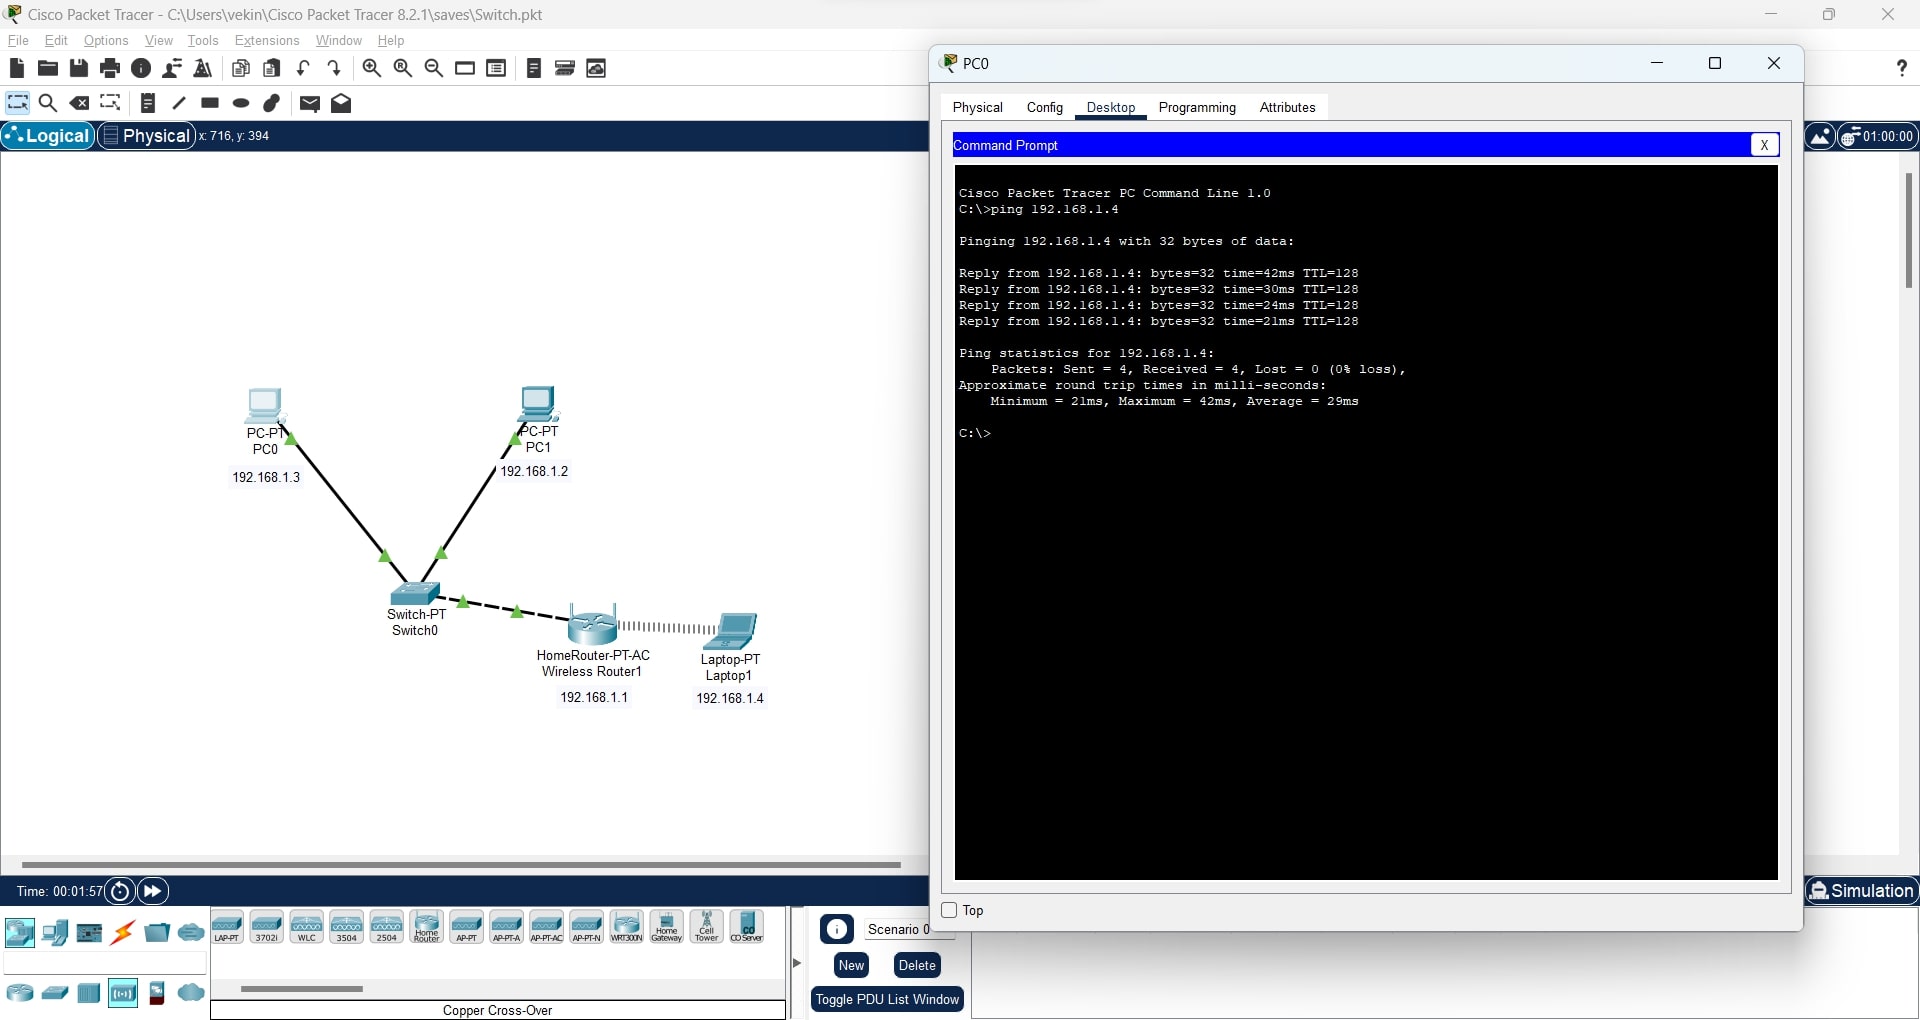 Cisco Packet Tracer - C:\Users\vekin\Cisco Packet Tracer 8.2.1\saves\Switch.pkt
File Edit Options View Tools Extensions Window Help
?
Logical Physical x: 716, y: 394
01:00:00
PC-PT
PC0
192.168.1.3
PC-PT
PC1
192.168.1.2
Switch-PT
Switch0
HomeRouter-PT-AC
Wireless Router1
192.168.1.1
Laptop-PT
Laptop1
192.168.1.4
PC0
Physical Config Desktop Programming Attributes
Command Prompt
X
Cisco Packet Tracer PC Command Line 1.0
C:\>ping 192.168.1.4
Pinging 192.168.1.4 with 32 bytes of data:
Reply from 192.168.1.4: bytes=32 time=42ms TTL=128
Reply from 192.168.1.4: bytes=32 time=30ms TTL=128
Reply from 192.168.1.4: bytes=32 time=24ms TTL=128
Reply from 192.168.1.4: bytes=32 time=21ms TTL=128
Ping statistics for 192.168.1.4:
Packets: Sent = 4, Received = 4, Lost = 0 (0% loss),
Approximate round trip times in milli-seconds:
Minimum = 21ms, Maximum = 42ms, Average = 29ms
C:\>
Top
Time: 00:01:57
Simulation
LAP-PT 3702i WLC 3504 2504 Home Router AP-PT AP-PT-A AP-PT-AC AP-PT-N WRT300N Home Gateway Cell Tower CO Server
Copper Cross-Over
Scenario 0
New Delete
Toggle PDU List Window